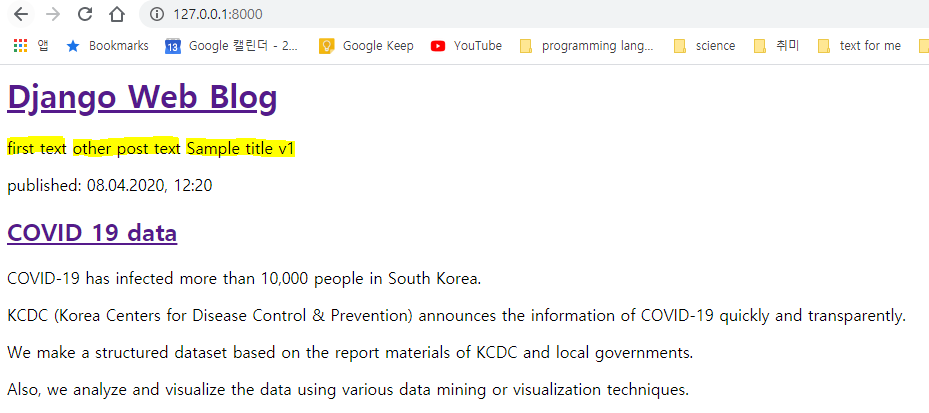 127.0.0.1:8000
앱 Bookmarks Google 캘린더 - 2... Google Keep YouTube programming lang... science 취미 text for me
Django Web Blog
first text other post text Sample title v1
published: 08.04.2020, 12:20
COVID 19 data
COVID-19 has infected more than 10,000 people in South Korea.
KCDC (Korea Centers for Disease Control & Prevention) announces the information of COVID-19 quickly and transparently.
We make a structured dataset based on the report materials of KCDC and local governments.
Also, we analyze and visualize the data using various data mining or visualization techniques.